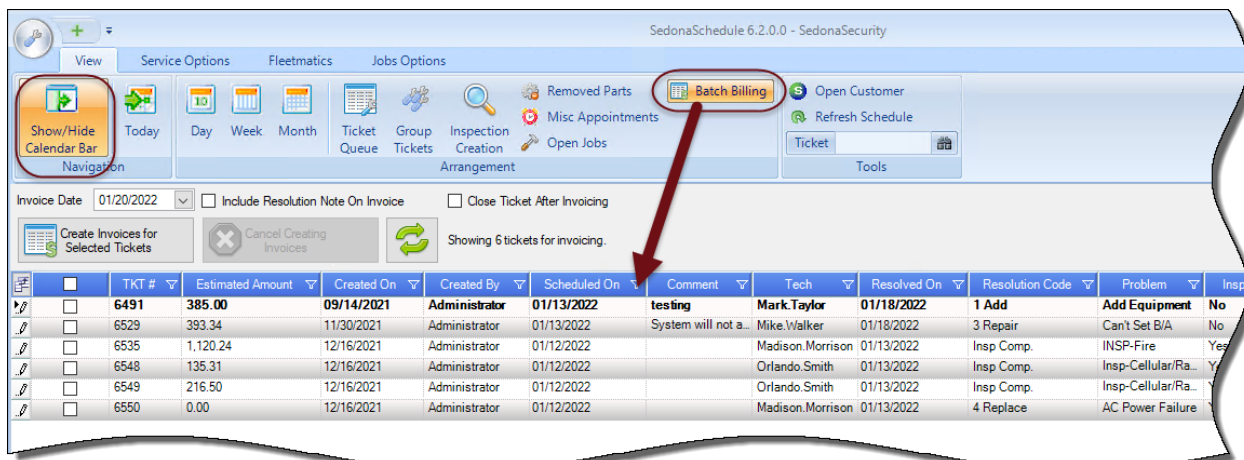 SedonaSchedule 6.2.0.0 - SedonaSecurity
View Service Options Fleetmatics Jobs Options
Show/Hide Calendar Bar
Today
Navigation
10
Day Week Month
Ticket Queue
Group Tickets
Inspection Creation
Removed Parts
Misc Appointments
Open Jobs
Batch Billing
Arrangement
S Open Customer
Refresh Schedule
Ticket
Tools
Invoice Date 01/20/2022 Include Resolution Note On Invoice Close Ticket After Invoicing
Create Invoices for Selected Tickets
Cancel Creating Invoices
Showing 6 tickets for invoicing.
TKT # Estimated Amount Created On Created By Scheduled On Comment Tech Resolved On Resolution Code Problem Insp
6491 385.00 09/14/2021 Administrator 01/13/2022 testing Mark.Taylor 01/18/2022 1 Add Add Equipment No
6529 393.34 11/30/2021 Administrator 01/13/2022 System will not a... Mike.Walker 01/18/2022 3 Repair Can't Set B/A No
6535 1,120.24 12/16/2021 Administrator 01/12/2022 Madison.Morrison 01/13/2022 Insp Comp. INSP-Fire Yes
6548 135.31 12/16/2021 Administrator 01/12/2022 Orlando.Smith 01/13/2022 Insp Comp. Insp-Cellular/Ra...
6549 216.50 12/16/2021 Administrator 01/12/2022 Orlando.Smith 01/13/2022 Insp Comp. Insp-Cellular/Ra...
6550 0.00 12/16/2021 Administrator 01/12/2022 Madison.Morrison 01/13/2022 4 Replace AC Power Failure